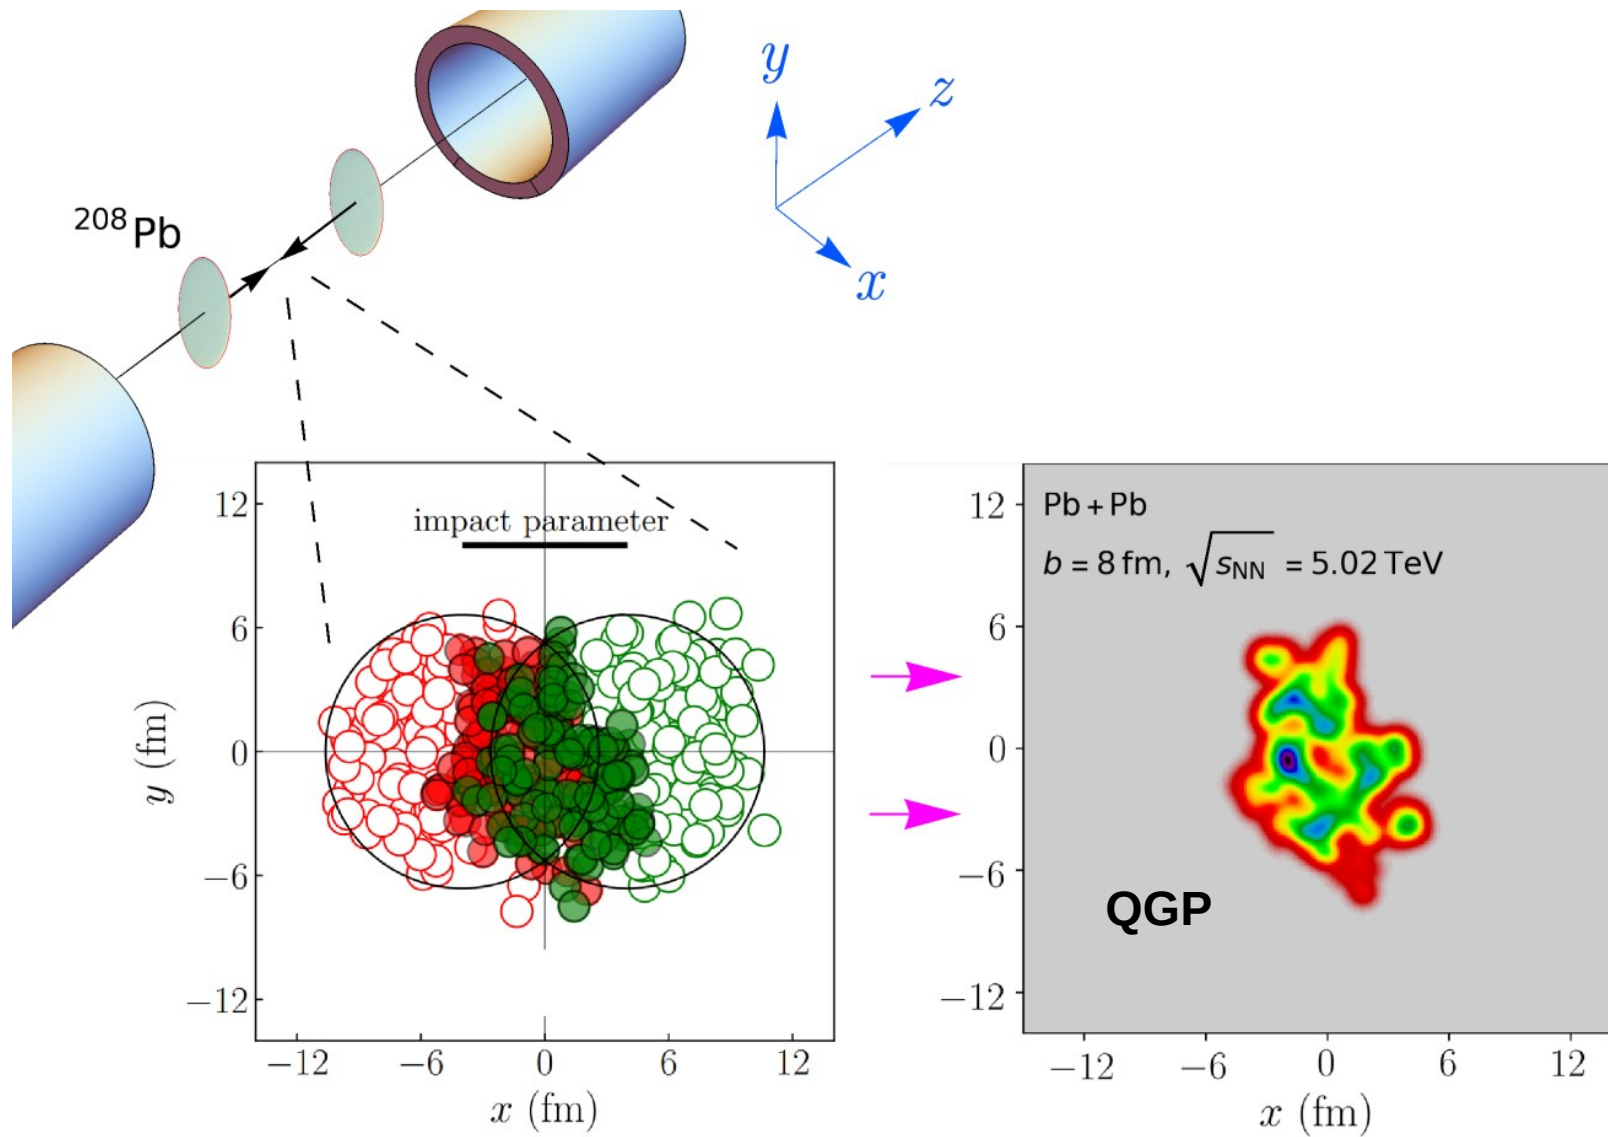 y
z
x
²⁰⁸Pb
impact parameter
12
6
0
−6
−12
y (fm)
−12 −6 0 6 12
x (fm)
Pb + Pb
b = 8 fm, √s_NN = 5.02 TeV
QGP
12
6
0
−6
−12
−12 −6 0 6 12
x (fm)